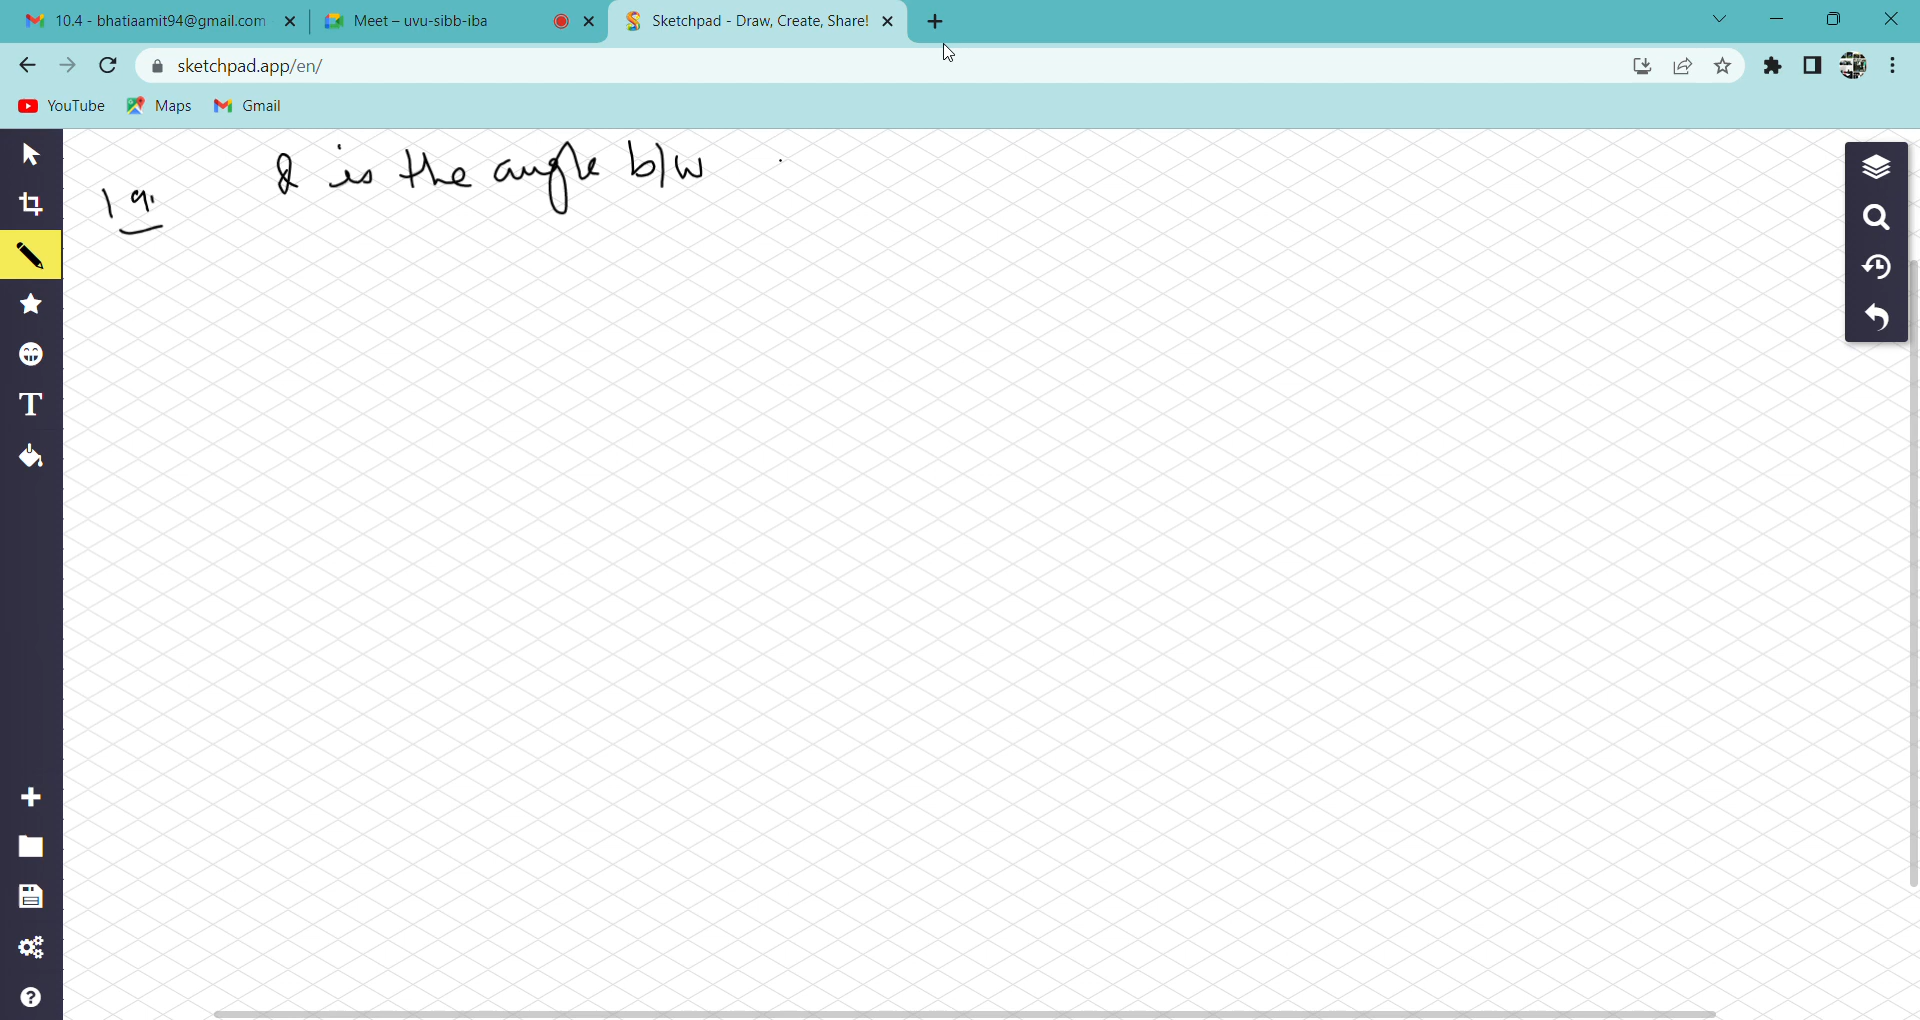 10.4 - bhatiaamit94@gmail.com
Meet – uvu-sibb-iba
Sketchpad - Draw, Create, Share!
sketchpad.app/en/
YouTube
Maps
Gmail
is the angle b/w